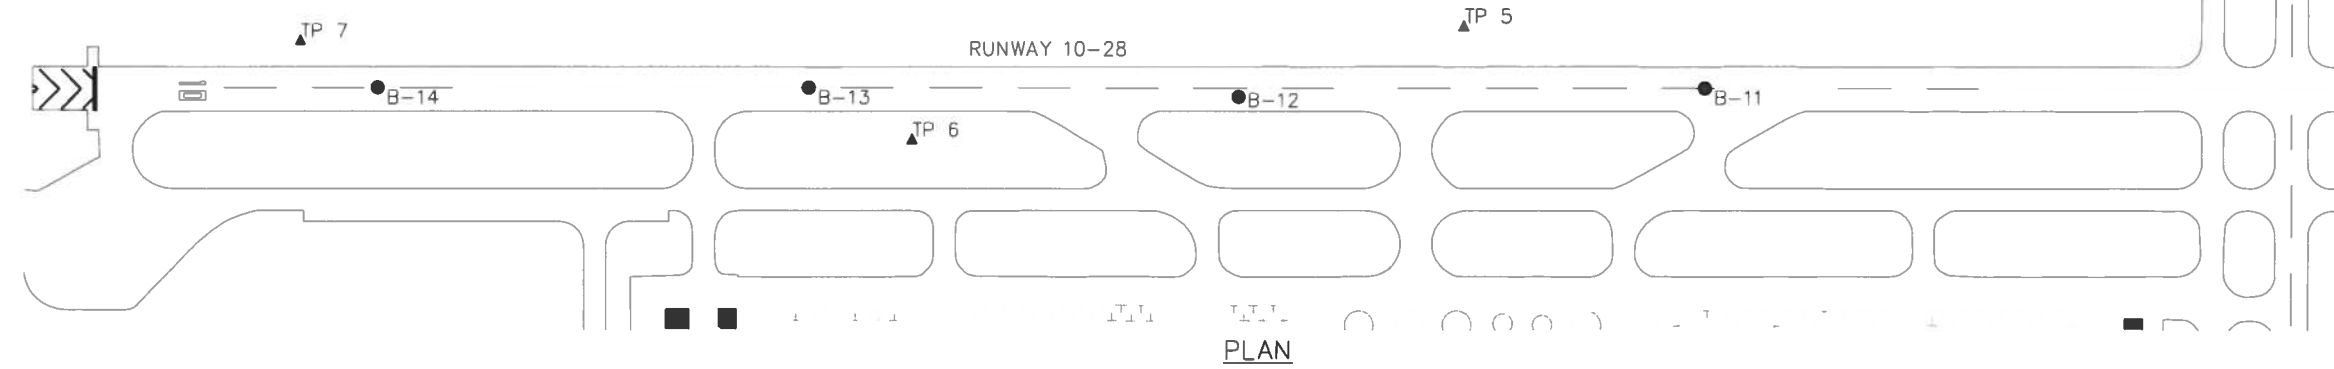 TP 5
TP 7
RUNWAY 10-28
B-14
B-13
B-12
B-11
TP 6
PLAN